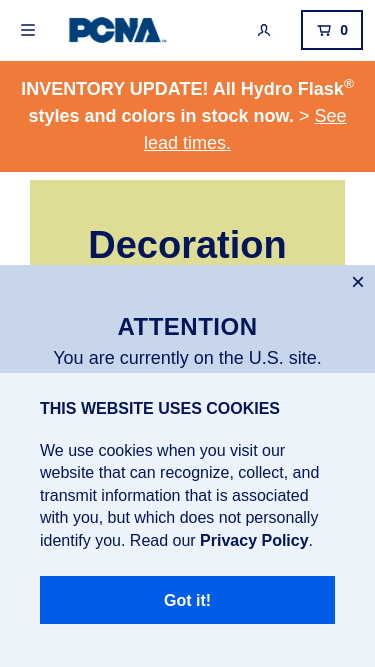 PCNA
0
INVENTORY UPDATE! All Hydro Flask®
styles and colors in stock now. > See
lead times.
Decoration
×
ATTENTION
You are currently on the U.S. site.
THIS WEBSITE USES COOKIES
We use cookies when you visit our
website that can recognize, collect, and
transmit information that is associated
with you, but which does not personally
identify you. Read our Privacy Policy.
Got it!